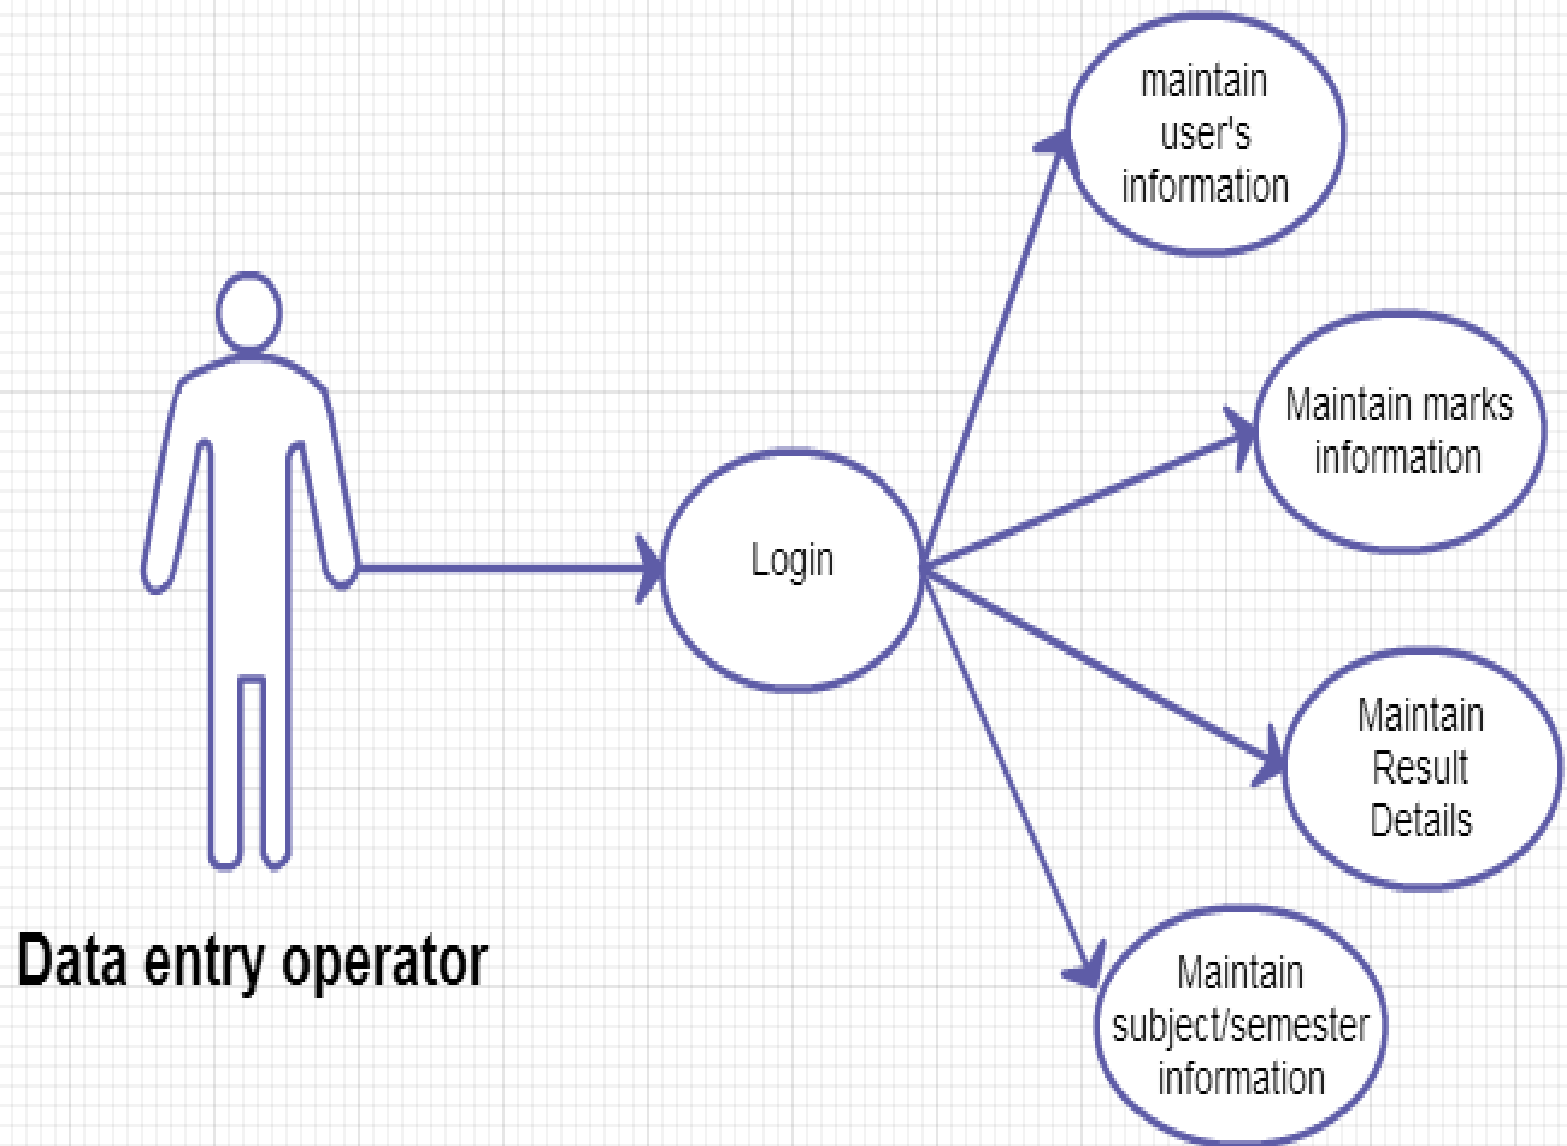 maintain
user's
information
Maintain marks
information
Login
Maintain
Result
Details
Data entry operator
Maintain
subject/semester
information